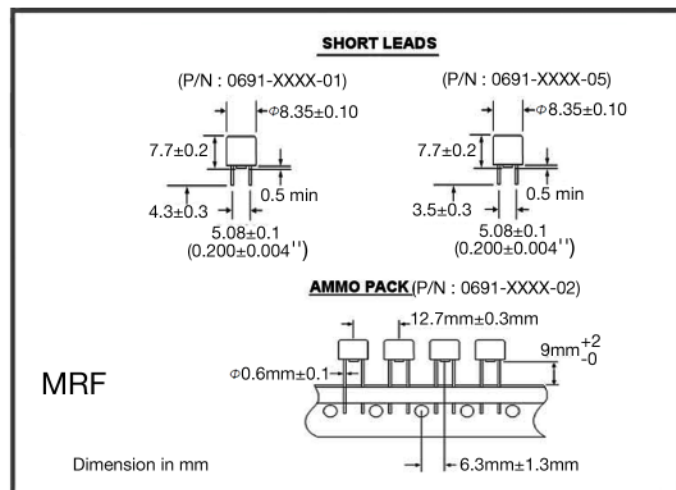 SHORT LEADS
(P/N : 0691-XXXX-01)
Φ8.35±0.10
7.7±0.2
0.5 min
4.3±0.3
5.08±0.1
(0.200±0.004'')
(P/N : 0691-XXXX-05)
Φ8.35±0.10
7.7±0.2
0.5 min
3.5±0.3
5.08±0.1
(0.200±0.004'')
AMMO PACK (P/N : 0691-XXXX-02)
12.7mm±0.3mm
9mm +2 -0
Φ0.6mm±0.1
MRF
6.3mm±1.3mm
Dimension in mm